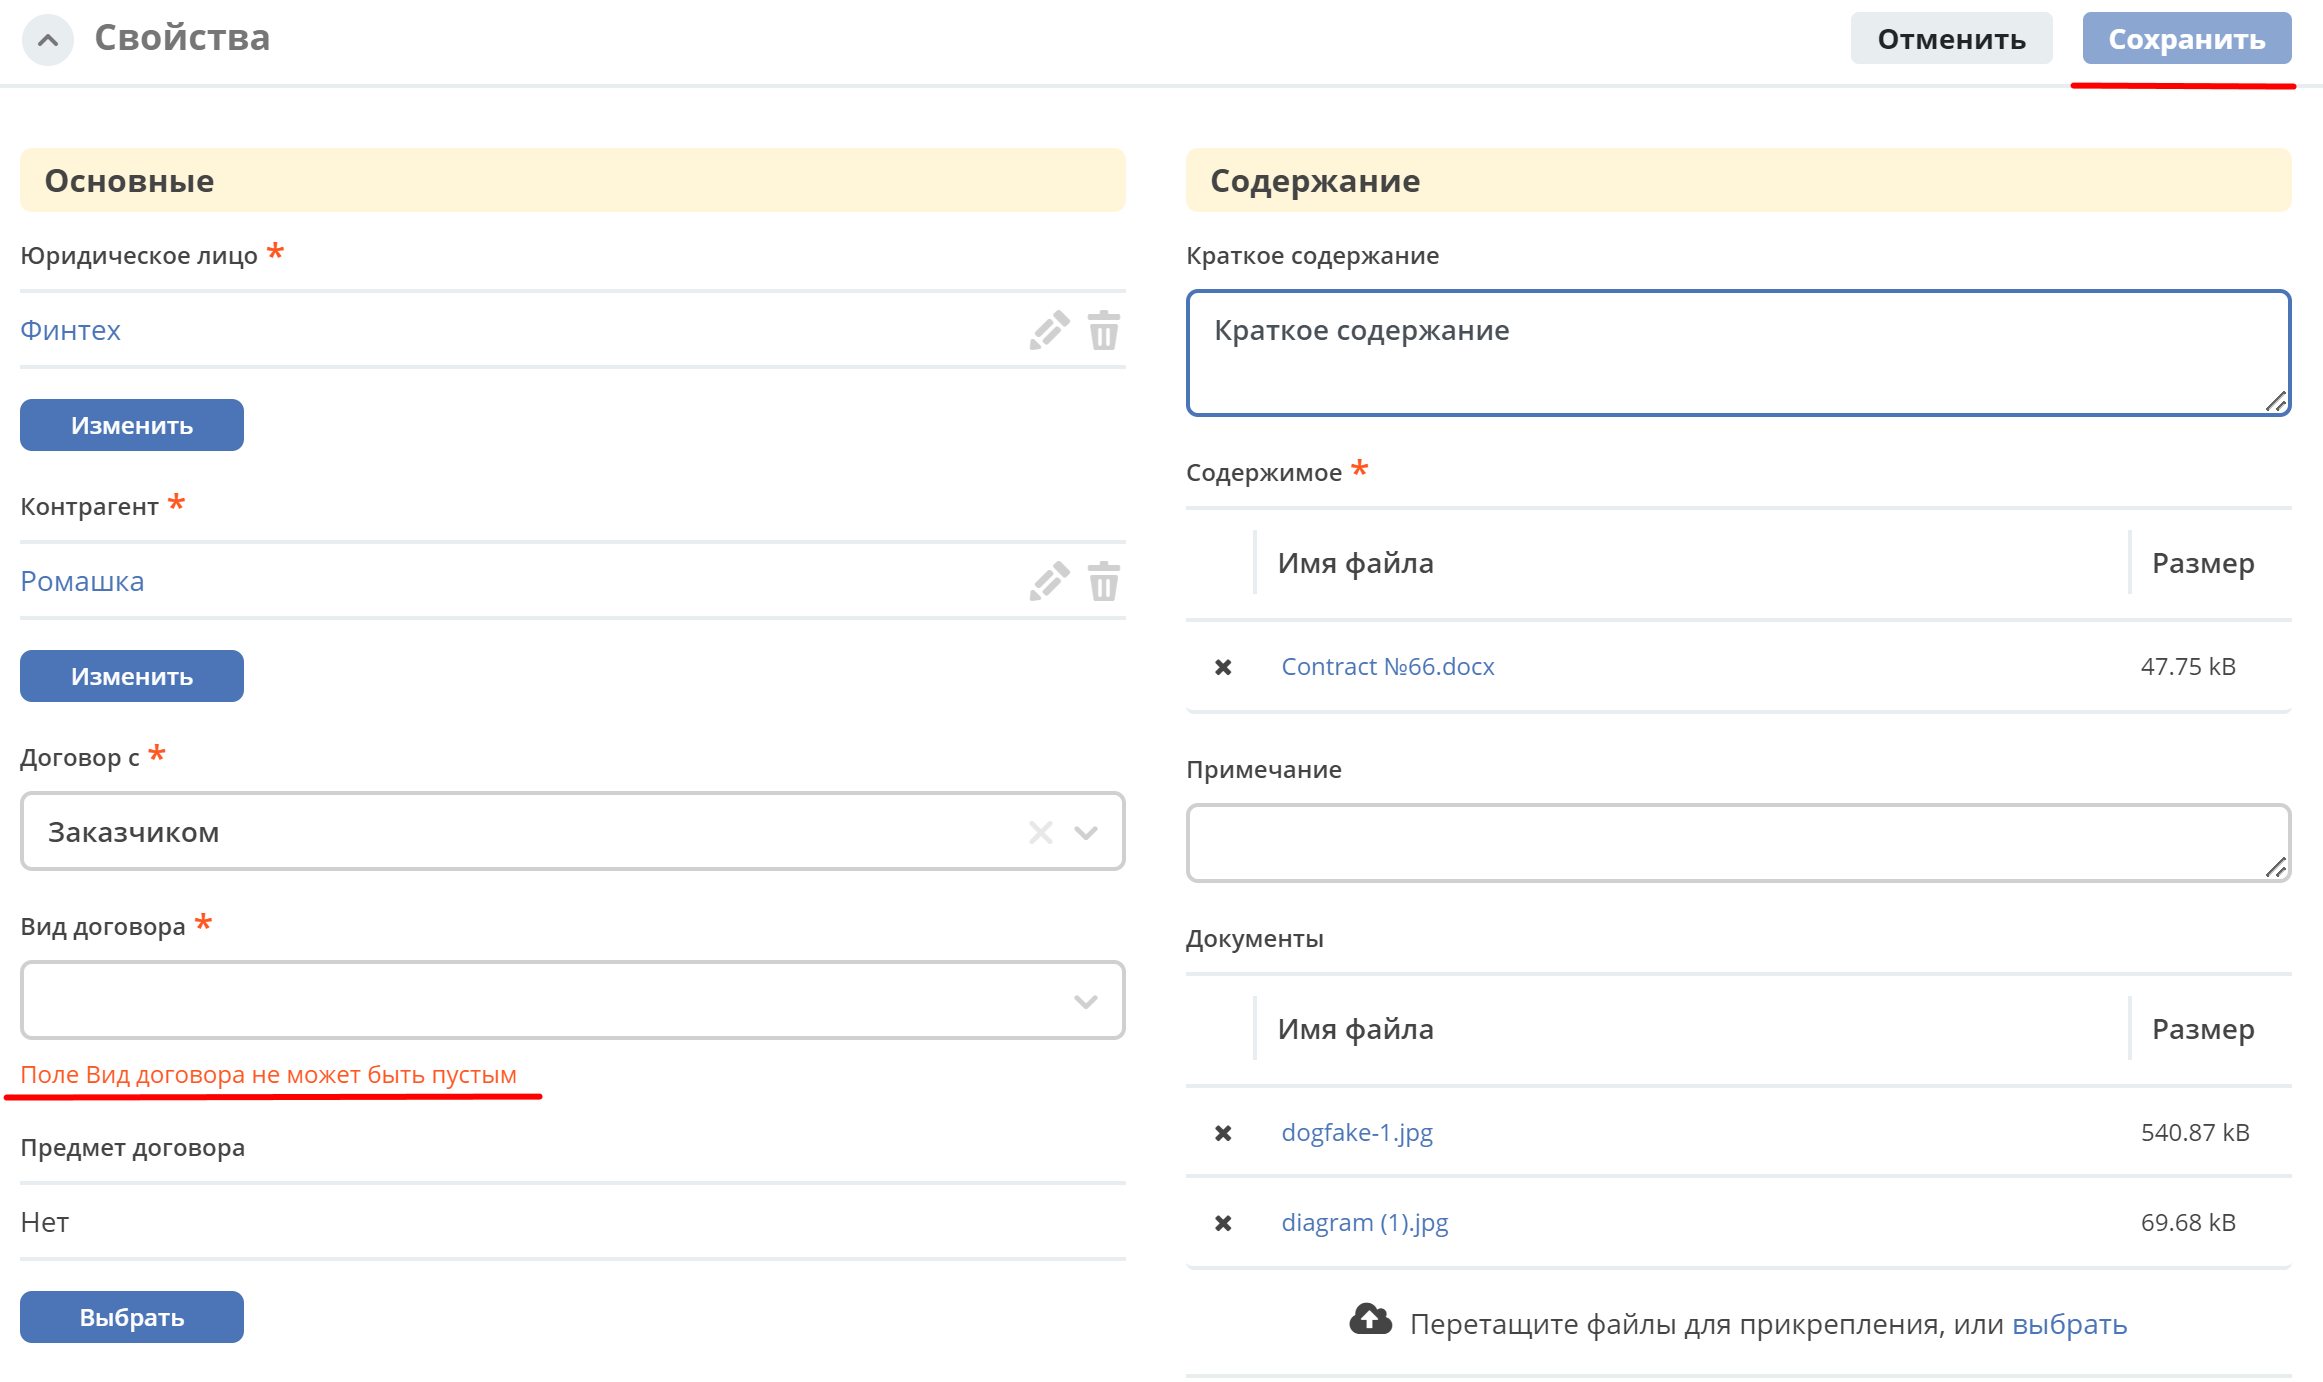 Свойства
Отменить
Сохранить
Основные
Юридическое лицо *
Финтех
Изменить
Контрагент *
Ромашка
Изменить
Договор с *
Заказчиком
Вид договора *
Поле Вид договора не может быть пустым
Предмет договора
Нет
Выбрать
Содержание
Краткое содержание
Краткое содержание
Содержимое *
Имя файла Размер
Contract №66.docx 47.75 kB
Примечание
Документы
Имя файла Размер
dogfake-1.jpg 540.87 kB
diagram (1).jpg 69.68 kB
Перетащите файлы для прикрепления, или выбрать